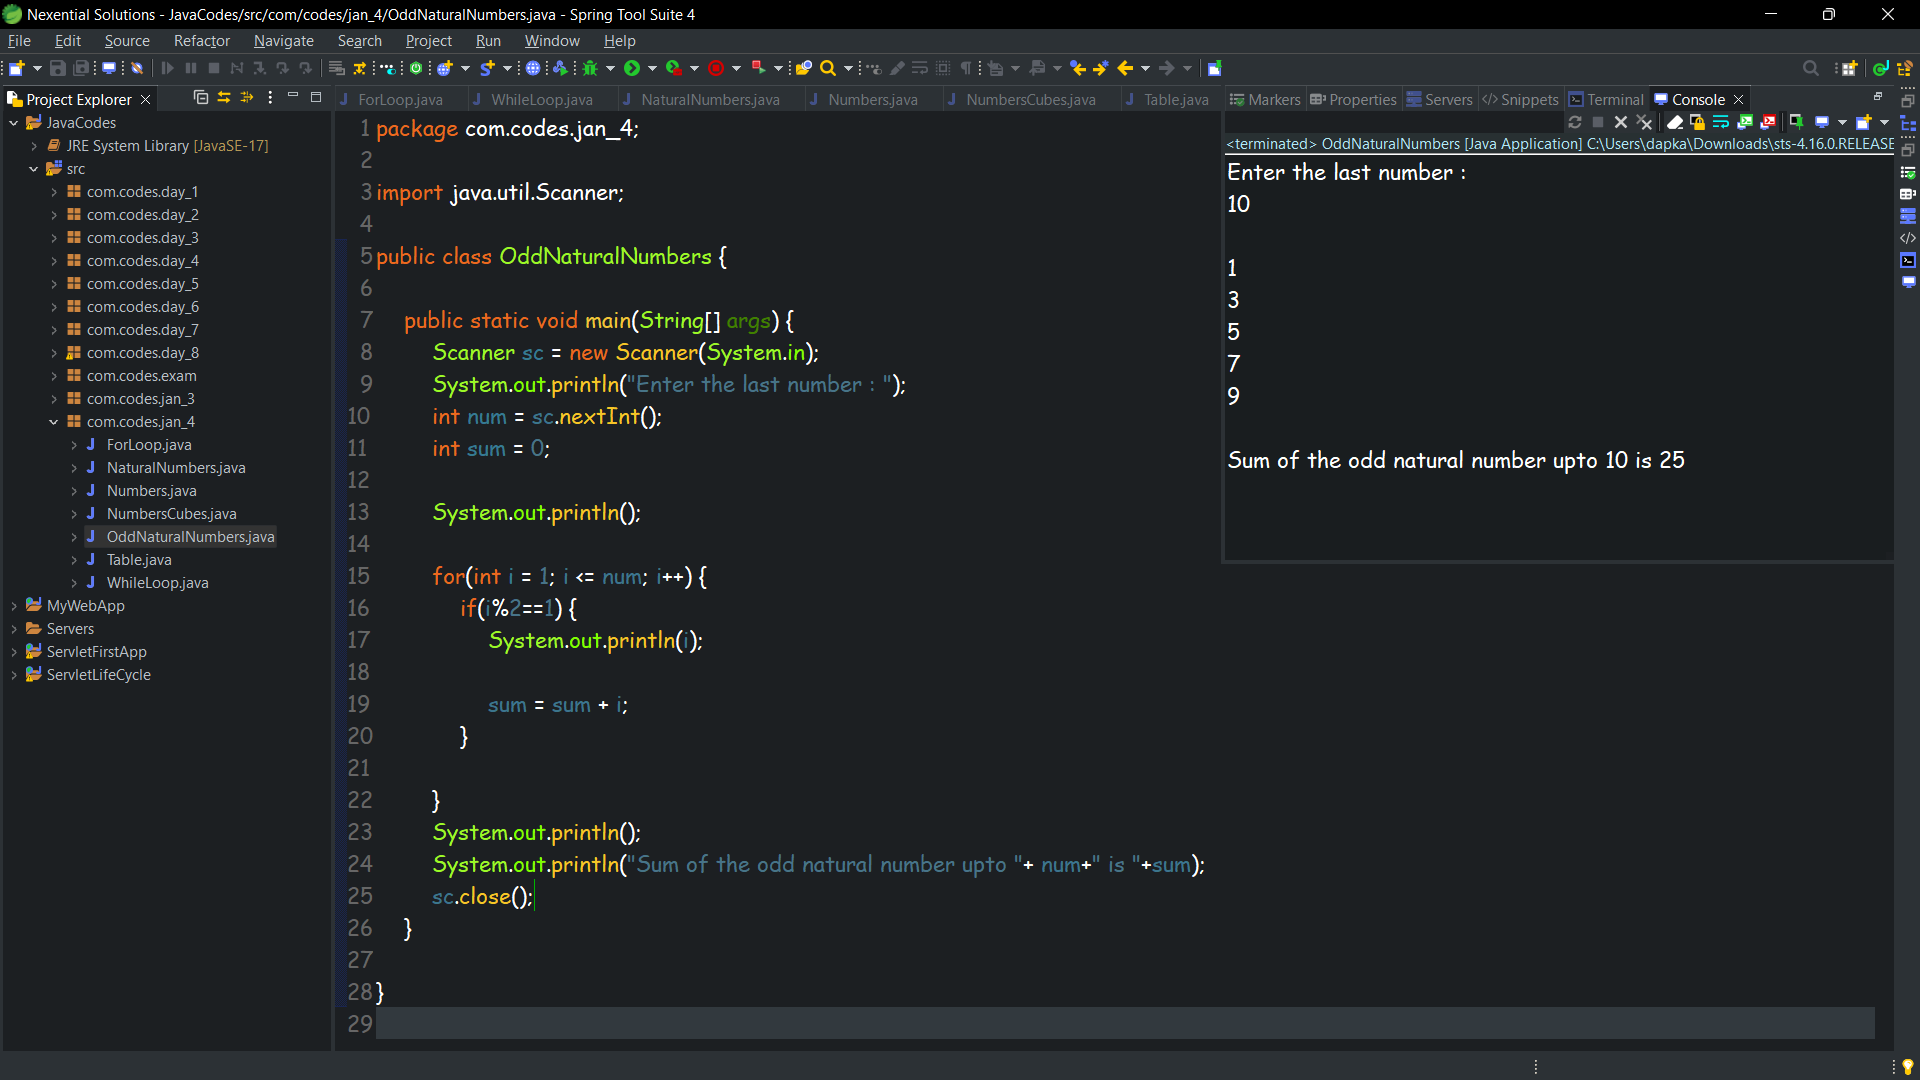 Nexential Solutions - JavaCodes/src/com/codes/jan_4/OddNaturalNumbers.java - Spring Tool Suite 4
File Edit Source Refactor Navigate Search Project Run Window Help
Project Explorer
JavaCodes
JRE System Library [JavaSE-17]
src
com.codes.day_1
com.codes.day_2
com.codes.day_3
com.codes.day_4
com.codes.day_5
com.codes.day_6
com.codes.day_7
com.codes.day_8
com.codes.exam
com.codes.jan_3
com.codes.jan_4
ForLoop.java
NaturalNumbers.java
Numbers.java
NumbersCubes.java
OddNaturalNumbers.java
Table.java
WhileLoop.java
MyWebApp
Servers
ServletFirstApp
ServletLifeCycle
ForLoop.java WhileLoop.java NaturalNumbers.java Numbers.java NumbersCubes.java Table.java
1 package com.codes.jan_4;
2
3 import java.util.Scanner;
4
5 public class OddNaturalNumbers {
6
7 public static void main(String[] args) {
8 Scanner sc = new Scanner(System.in);
9 System.out.println("Enter the last number : ");
10 int num = sc.nextInt();
11 int sum = 0;
12
13 System.out.println();
14
15 for(int i = 1; i <= num; i++) {
16 if(i%2==1) {
17 System.out.println(i);
18
19 sum = sum + i;
20 }
21
22 }
23 System.out.println();
24 System.out.println("Sum of the odd natural number upto "+ num+" is "+sum);
25 sc.close();
26 }
27
28 }
29
Markers Properties Servers Snippets Terminal Console
<terminated> OddNaturalNumbers [Java Application] C:\Users\dapka\Downloads\sts-4.16.0.RELEASE
Enter the last number :
10
1
3
5
7
9
Sum of the odd natural number upto 10 is 25